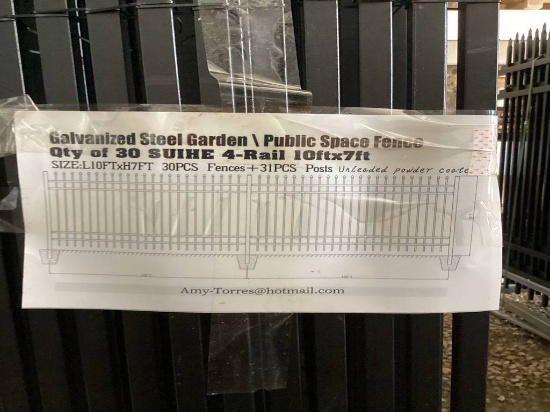 Galvanized Steel Garden \ Public Space Fence
Qty of 30 SUIHE 4-Rail 10ftx7ft
SIZE:L10FTxH7FT 30PCS Fences+31PCS Posts Unleaded powder coate
Amy-Torres@hotmail.com